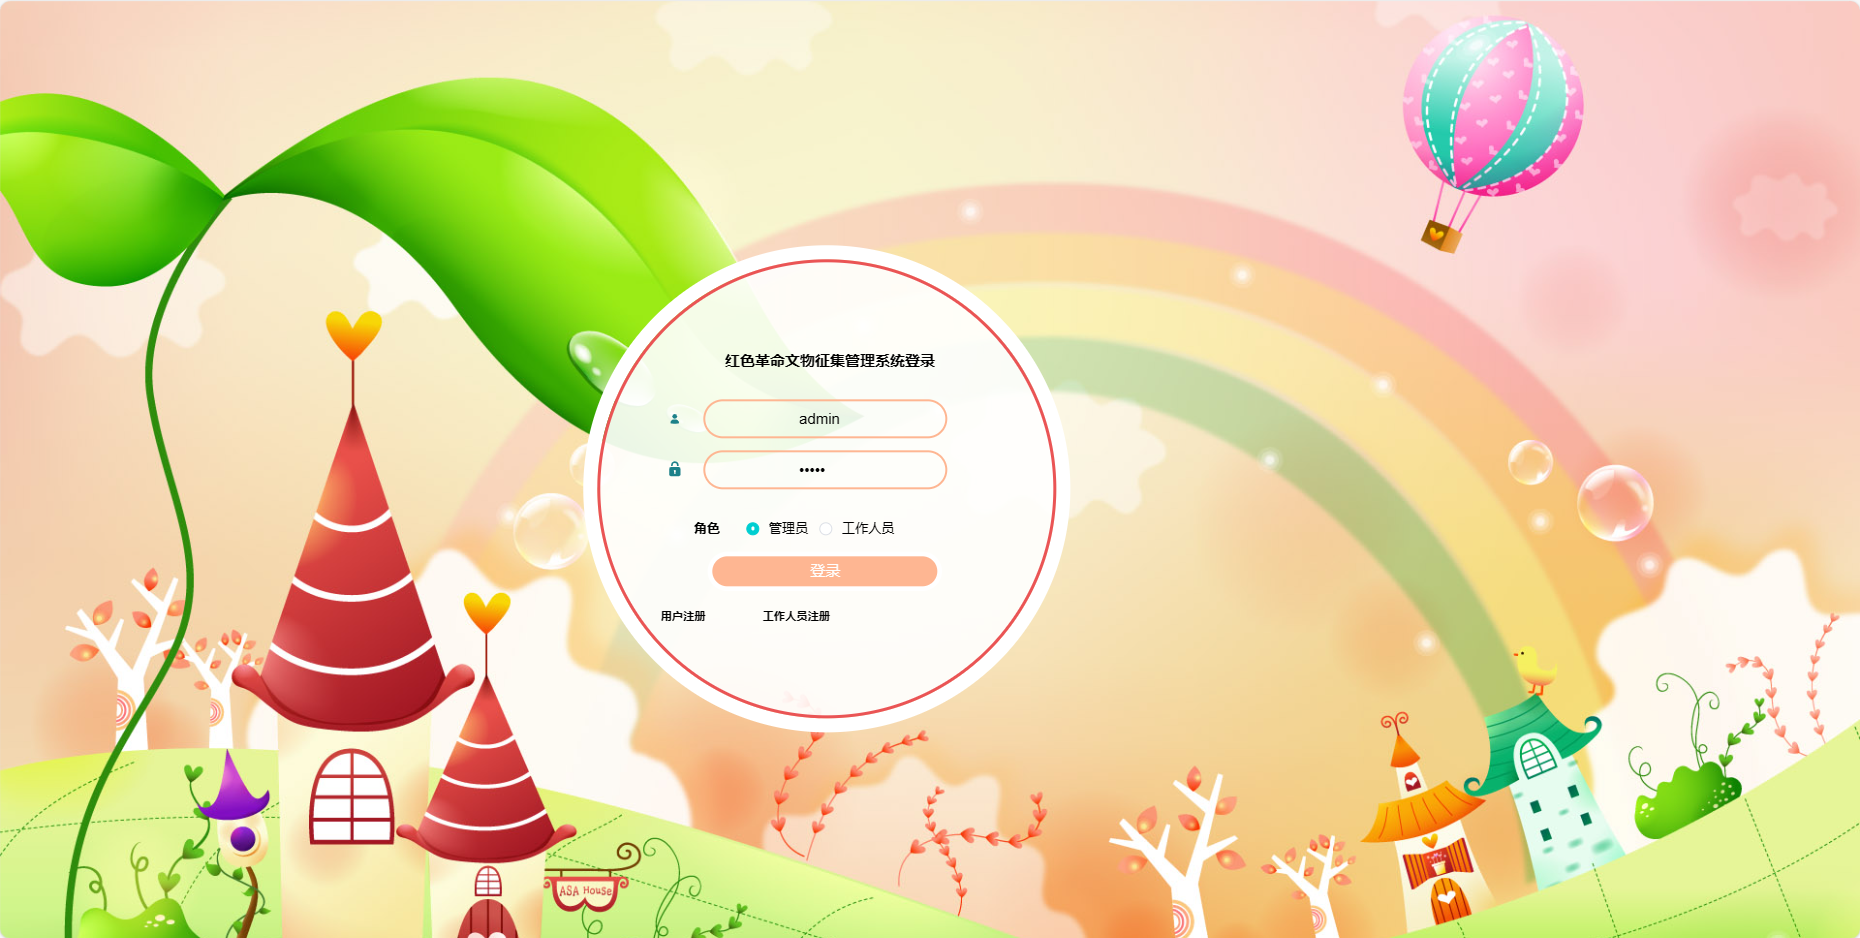 红色革命文物征集管理系统登录
admin
•••••
角色 管理员 工作人员
登录
用户注册 工作人员注册
ASA House